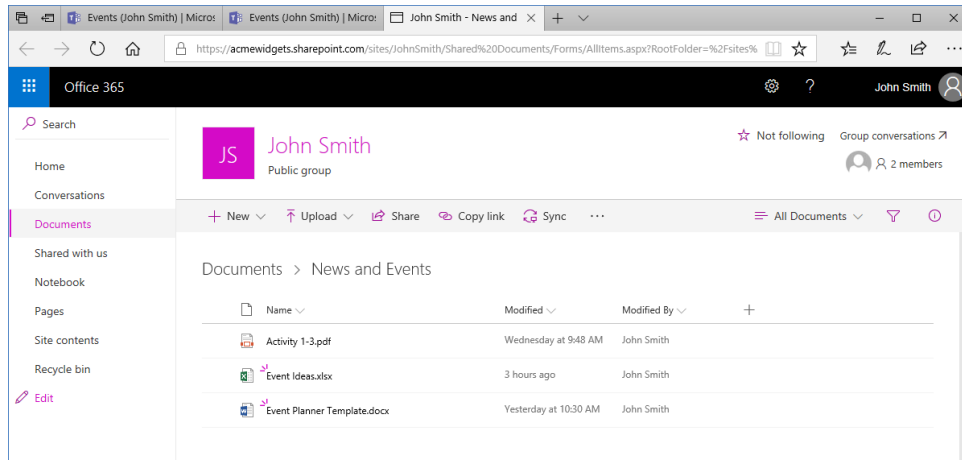 Events (John Smith) | Micros
Events (John Smith) | Micros
John Smith - News and
https://acmewidgets.sharepoint.com/sites/JohnSmith/Shared%20Documents/Forms/AllItems.aspx?RootFolder=%2Fsites%
Office 365
?
John Smith
Search
Home
Conversations
Documents
Shared with us
Notebook
Pages
Site contents
Recycle bin
Edit
JS
John Smith
Public group
Not following
Group conversations
2 members
New
Upload
Share
Copy link
Sync
...
All Documents
Documents > News and Events
Name
Modified
Modified By
Activity 1-3.pdf
Wednesday at 9:48 AM
John Smith
Event Ideas.xlsx
3 hours ago
John Smith
Event Planner Template.docx
Yesterday at 10:30 AM
John Smith